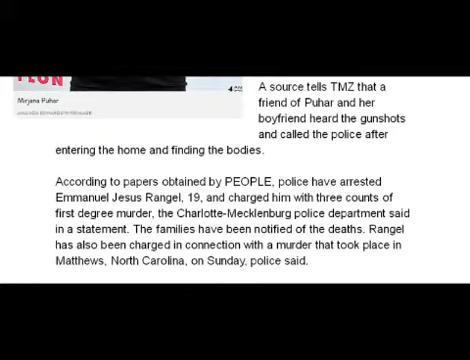 Mirjana Puhar
A source tells TMZ that a
friend of Puhar and her
boyfriend heard the gunshots
and called the police after
entering the home and finding the bodies.
According to papers obtained by PEOPLE, police have arrested
Emmanuel Jesus Rangel, 19, and charged him with three counts of
first degree murder, the Charlotte-Mecklenburg police department said
in a statement. The families have been notified of the deaths. Rangel
has also been charged in connection with a murder that took place in
Matthews, North Carolina, on Sunday, police said.